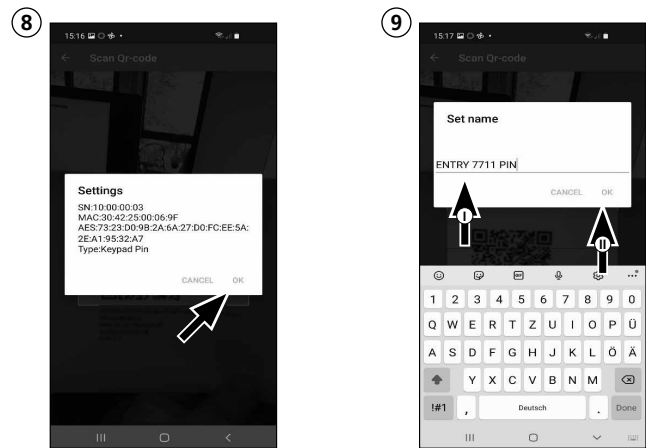 8
15:16
Scan Qr-code
Settings
SN:10:00:00:03
MAC:30:42:25:00:06:9F
AES:73:23:D0:9B:2A:6A:27:D0:FC:EE:5A:
2E:A1:95:32:A7
Type:Keypad Pin
CANCEL OK
9
15:17
Scan Qr-code
Set name
ENTRY 7711 PIN
CANCEL OK
I
II
GIF
1 2 3 4 5 6 7 8 9 0
Q W E R T Z U I O P Ü
A S D F G H J K L Ö Ä
Y X C V B N M
!#1 , Deutsch . Done